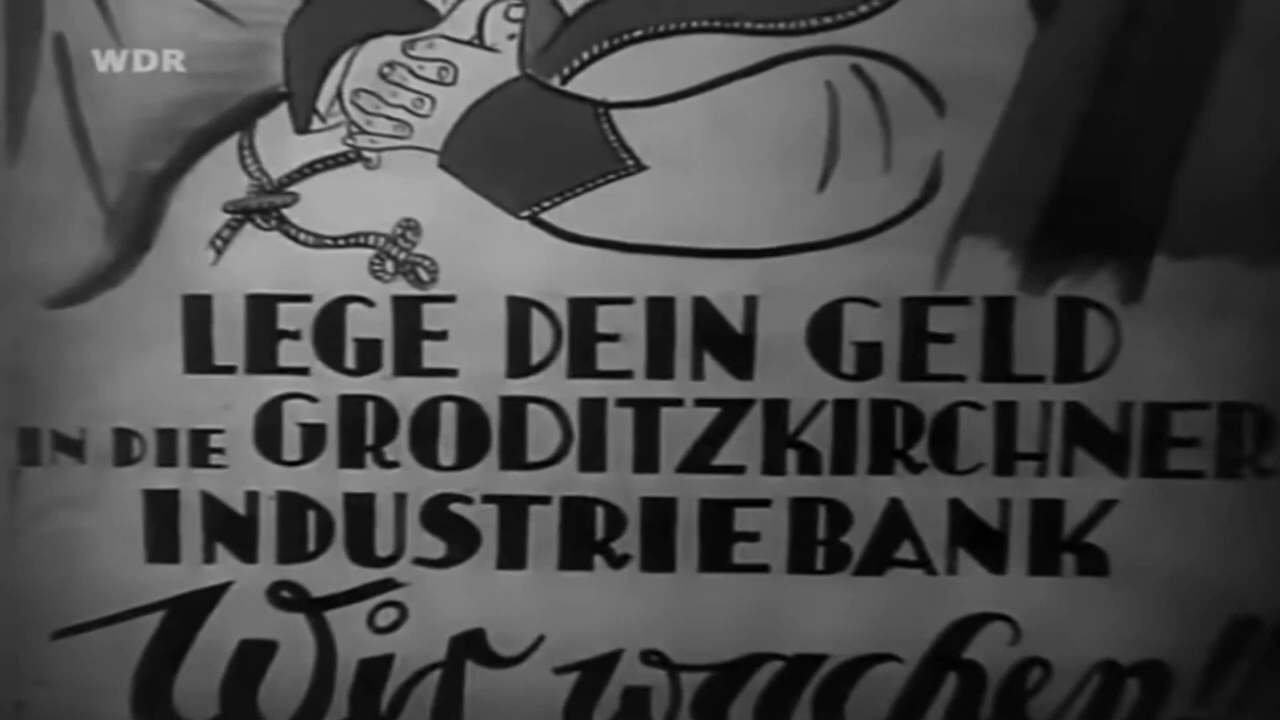 WDR
LEGE DEIN GELD
IN DIE GRODITZKIRCHNER
INDUSTRIEBANK
Wir wachen!!